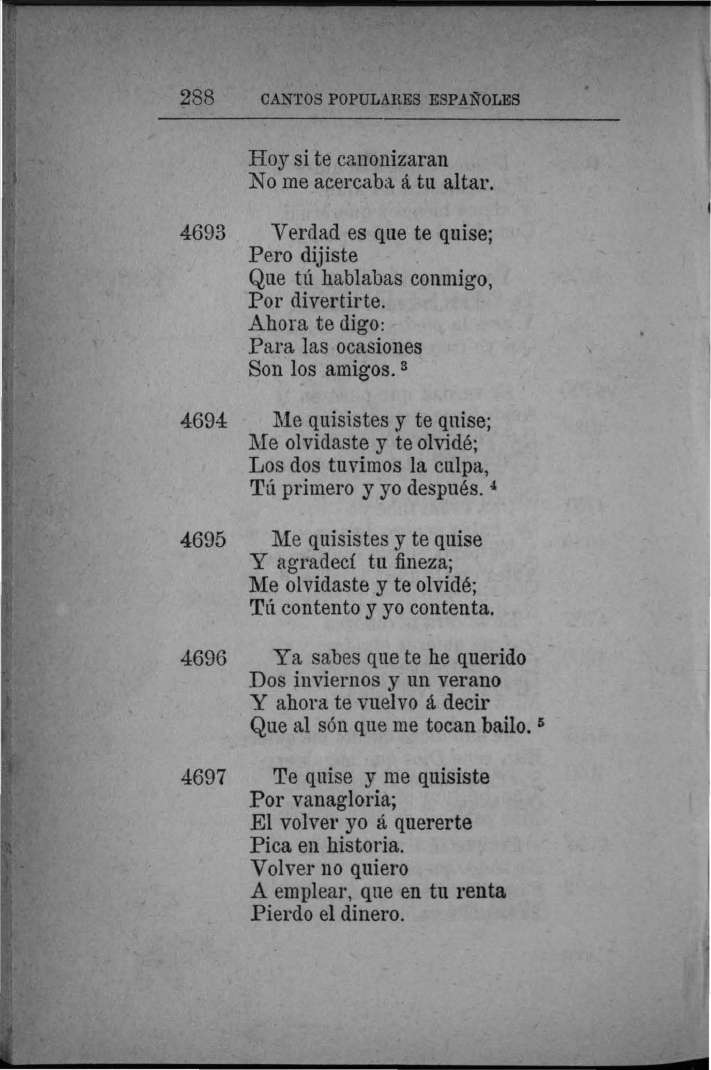 288 CANTOS POPULARES ESPAÑOLES
Hoy si te canonizaran
No me acercaba á tu altar.
4693 Verdad es que te quise;
Pero dijiste
Que tú hablabas conmigo,
Por divertirte.
Ahora te digo:
Para las ocasiones
Son los amigos. ³
4694 Me quisistes y te quise;
Me olvidaste y te olvidé;
Los dos tuvimos la culpa,
Tú primero y yo después. ⁴
4695 Me quisistes y te quise
Y agradecí tu fineza;
Me olvidaste y te olvidé;
Tú contento y yo contenta.
4696 Ya sabes que te he querido
Dos inviernos y un verano
Y ahora te vuelvo á decir
Que al són que me tocan bailo. ⁵
4697 Te quise y me quisiste
Por vanagloria;
El volver yo á quererte
Pica en historia.
Volver no quiero
A emplear, que en tu renta
Pierdo el dinero.